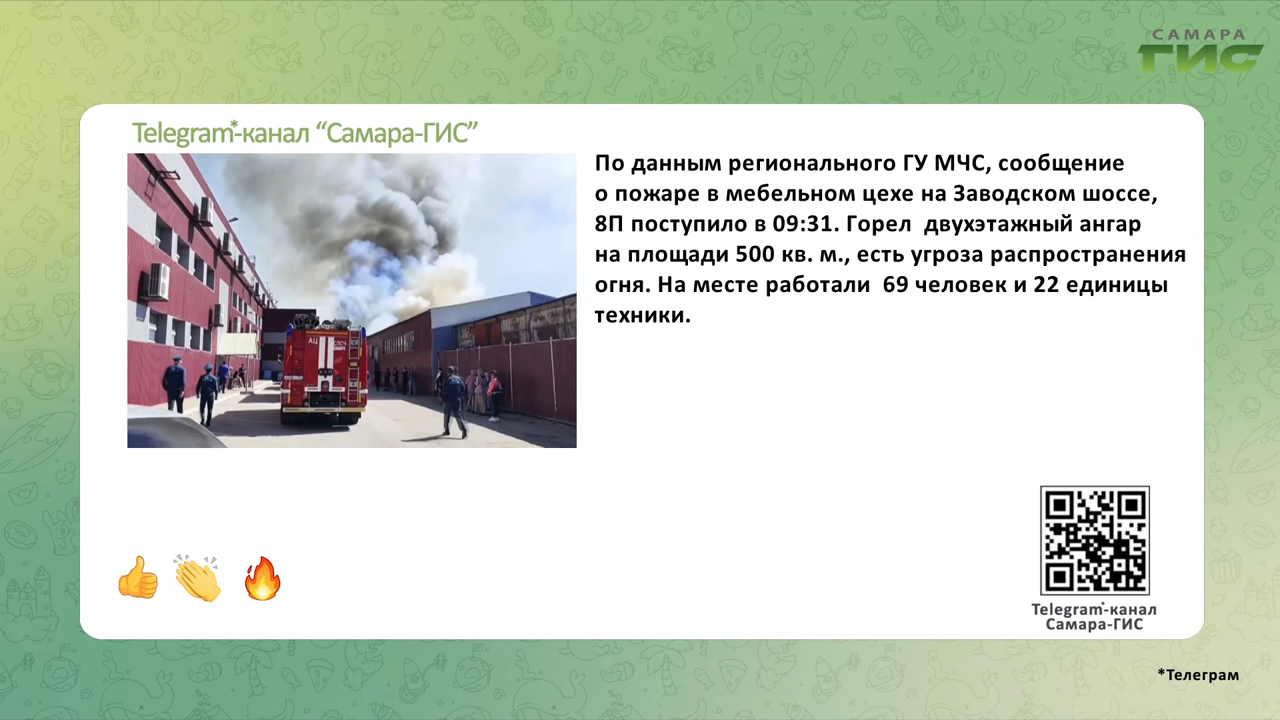 САМАРА
ГИС
Telegram*-канал “Самара-ГИС”
По данным регионального ГУ МЧС, сообщение
о пожаре в мебельном цехе на Заводском шоссе,
8П поступило в 09:31. Горел двухэтажный ангар
на площади 500 кв. м., есть угроза распространения
огня. На месте работали 69 человек и 22 единицы
техники.
АЦ
Telegram*-канал
Самара-ГИС
*Телеграм